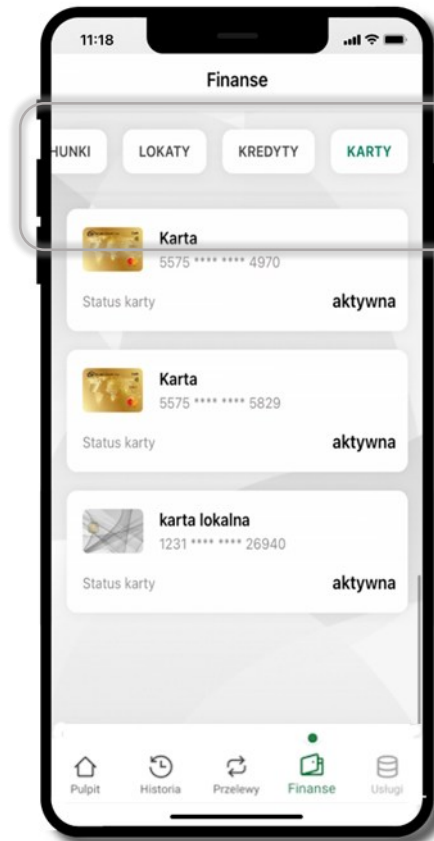 11:18
Finanse
HUNKI LOKATY KREDYTY KARTY
Karta
5575 **** **** 4970
Status karty aktywna
Karta
5575 **** **** 5829
Status karty aktywna
karta lokalna
1231 **** **** 26940
Status karty aktywna
Pulpit Historia Przelewy Finanse Usługi